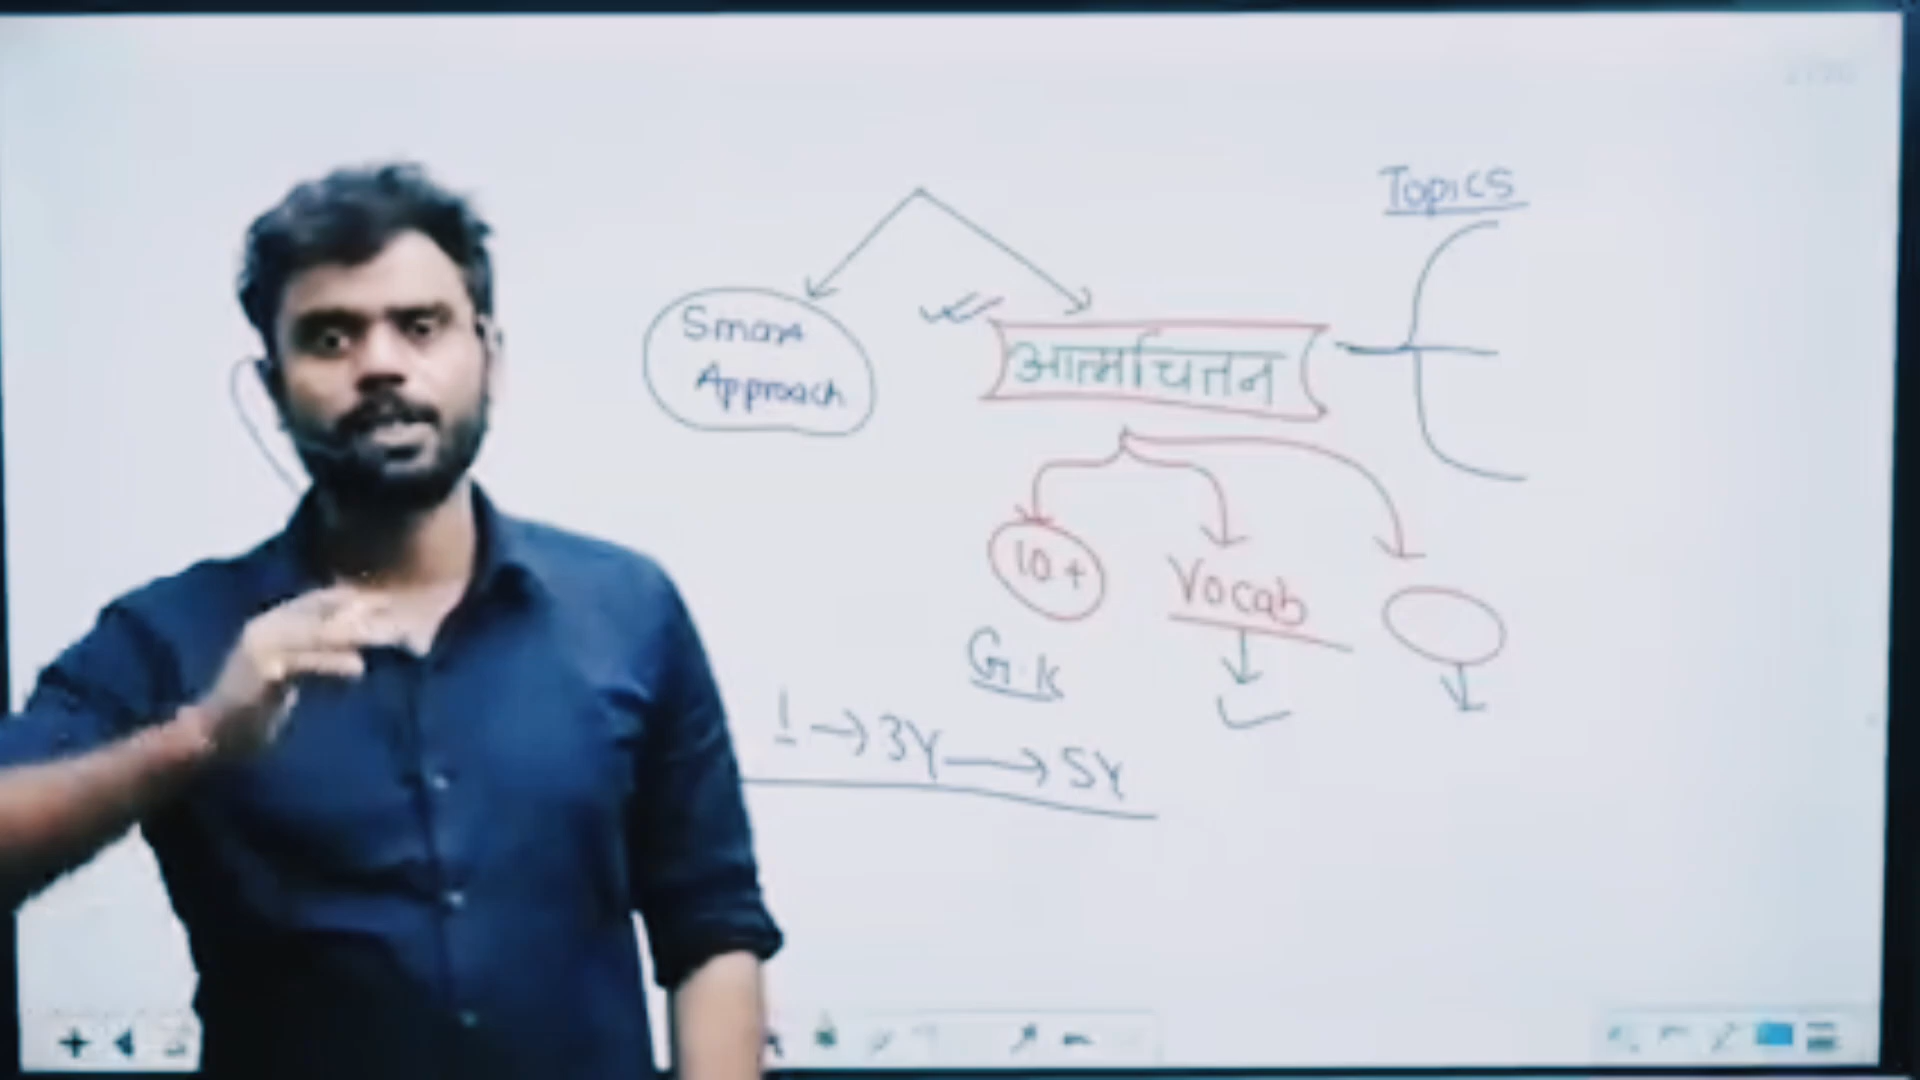 Topics
Smart
Approach
आत्मचिंतन
10+
Vocab
G.K
1 → 3Y → 5Y